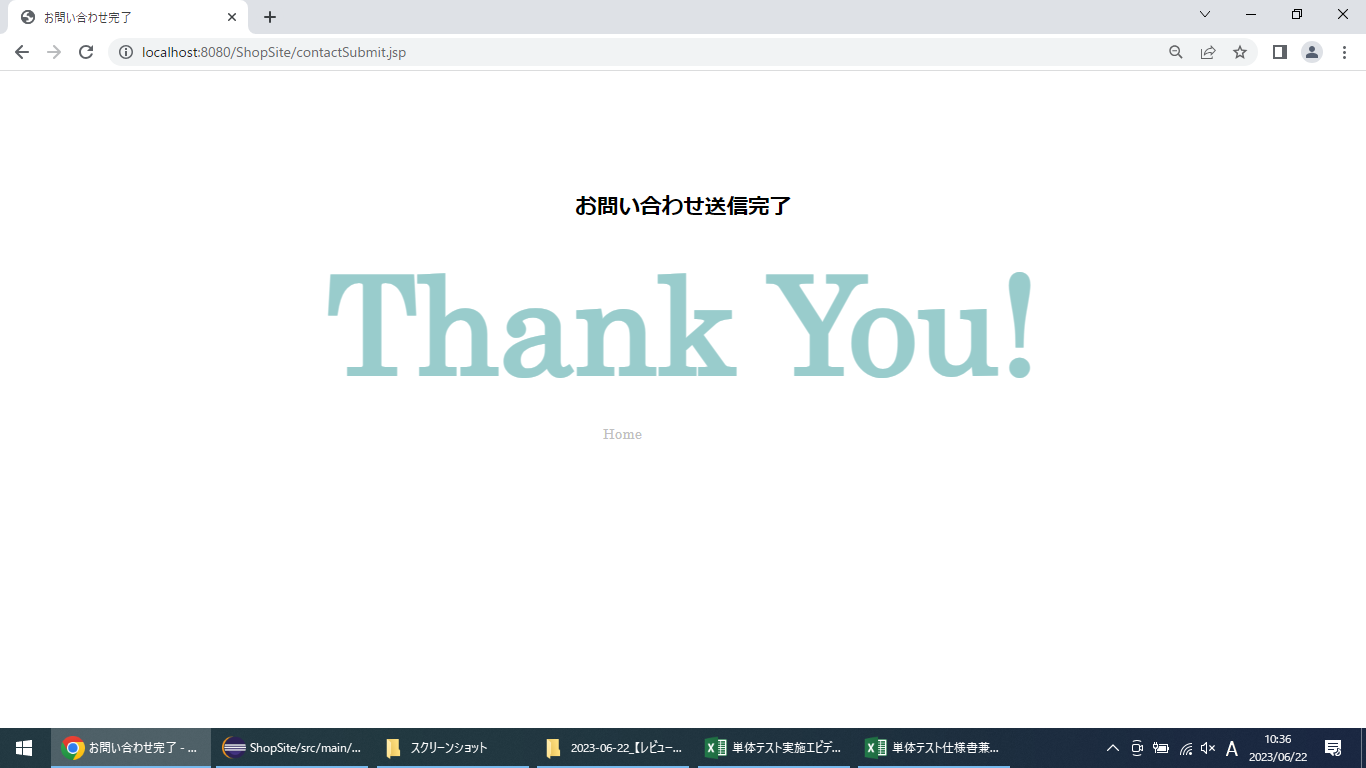 お問い合わせ完了
localhost:8080/ShopSite/contactSubmit.jsp
お問い合わせ送信完了
Thank You!
Home
お問い合わせ完了 - ...
ShopSite/src/main/...
スクリーンショット
2023-06-22_【レビュー...
単体テスト実施エビデ...
単体テスト仕様書兼...
A
10:36
2023/06/22